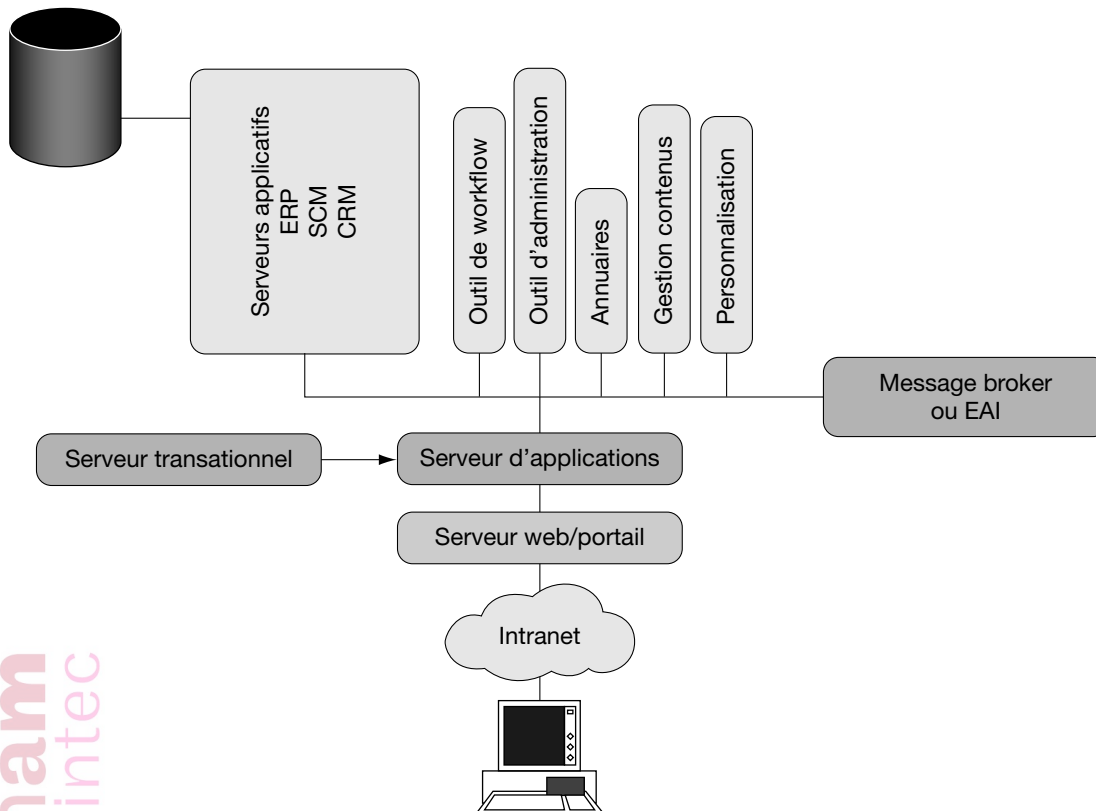 Serveurs applicatifs
ERP
SCM
CRM
Outil de workflow
Outil d’administration
Annuaires
Gestion contenus
Personnalisation
Message broker
ou EAI
Serveur transationnel
Serveur d’applications
Serveur web/portail
Intranet
nam
intec